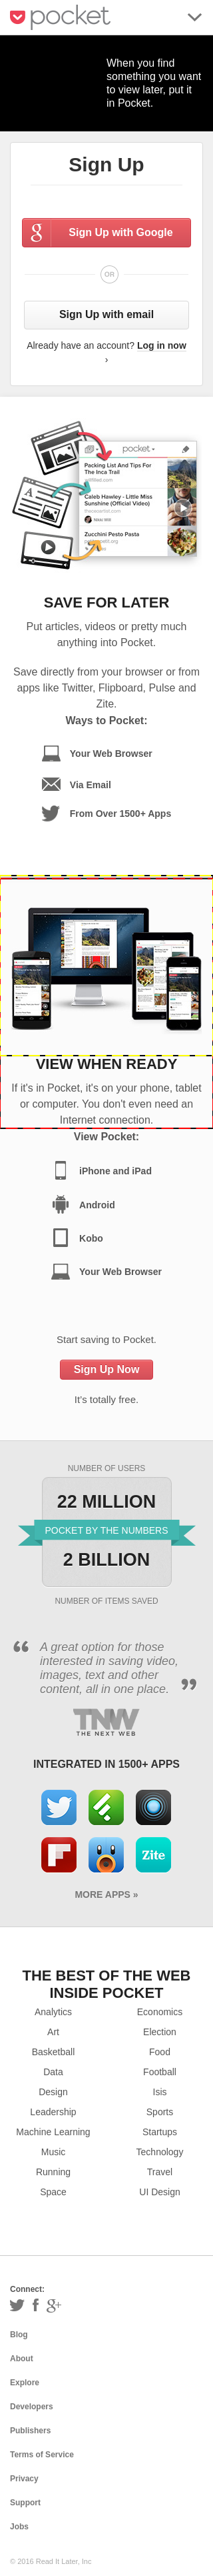 pocket
When you find
something you want
to view later, put it
in Pocket.
Sign Up
Sign Up with Google
OR
Sign Up with email
Already have an account? Log in now
›
pocket
Packing List And Tips For
The Inca Trail
Caleb Hawley - Little Miss
Sunshine (Official Video)
Zucchini Pesto Pasta
SAVE FOR LATER
Put articles, videos or pretty much
anything into Pocket.
Save directly from your browser or from
apps like Twitter, Flipboard, Pulse and
Zite.
Ways to Pocket:
Your Web Browser
Via Email
From Over 1500+ Apps
VIEW WHEN READY
If it's in Pocket, it's on your phone, tablet
or computer. You don't even need an
Internet connection.
View Pocket:
iPhone and iPad
Android
Kobo
Your Web Browser
Start saving to Pocket.
Sign Up Now
It's totally free.
NUMBER OF USERS
22 MILLION
POCKET BY THE NUMBERS
2 BILLION
NUMBER OF ITEMS SAVED
“ A great option for those
interested in saving video,
images, text and other
content, all in one place. ”
TNW
THE NEXT WEB
INTEGRATED IN 1500+ APPS
Zite
MORE APPS »
THE BEST OF THE WEB
INSIDE POCKET
Analytics Economics
Art Election
Basketball Food
Data Football
Design Isis
Leadership Sports
Machine Learning Startups
Music Technology
Running Travel
Space UI Design
Connect:
Blog
About
Explore
Developers
Publishers
Terms of Service
Privacy
Support
Jobs
© 2016 Read It Later, Inc